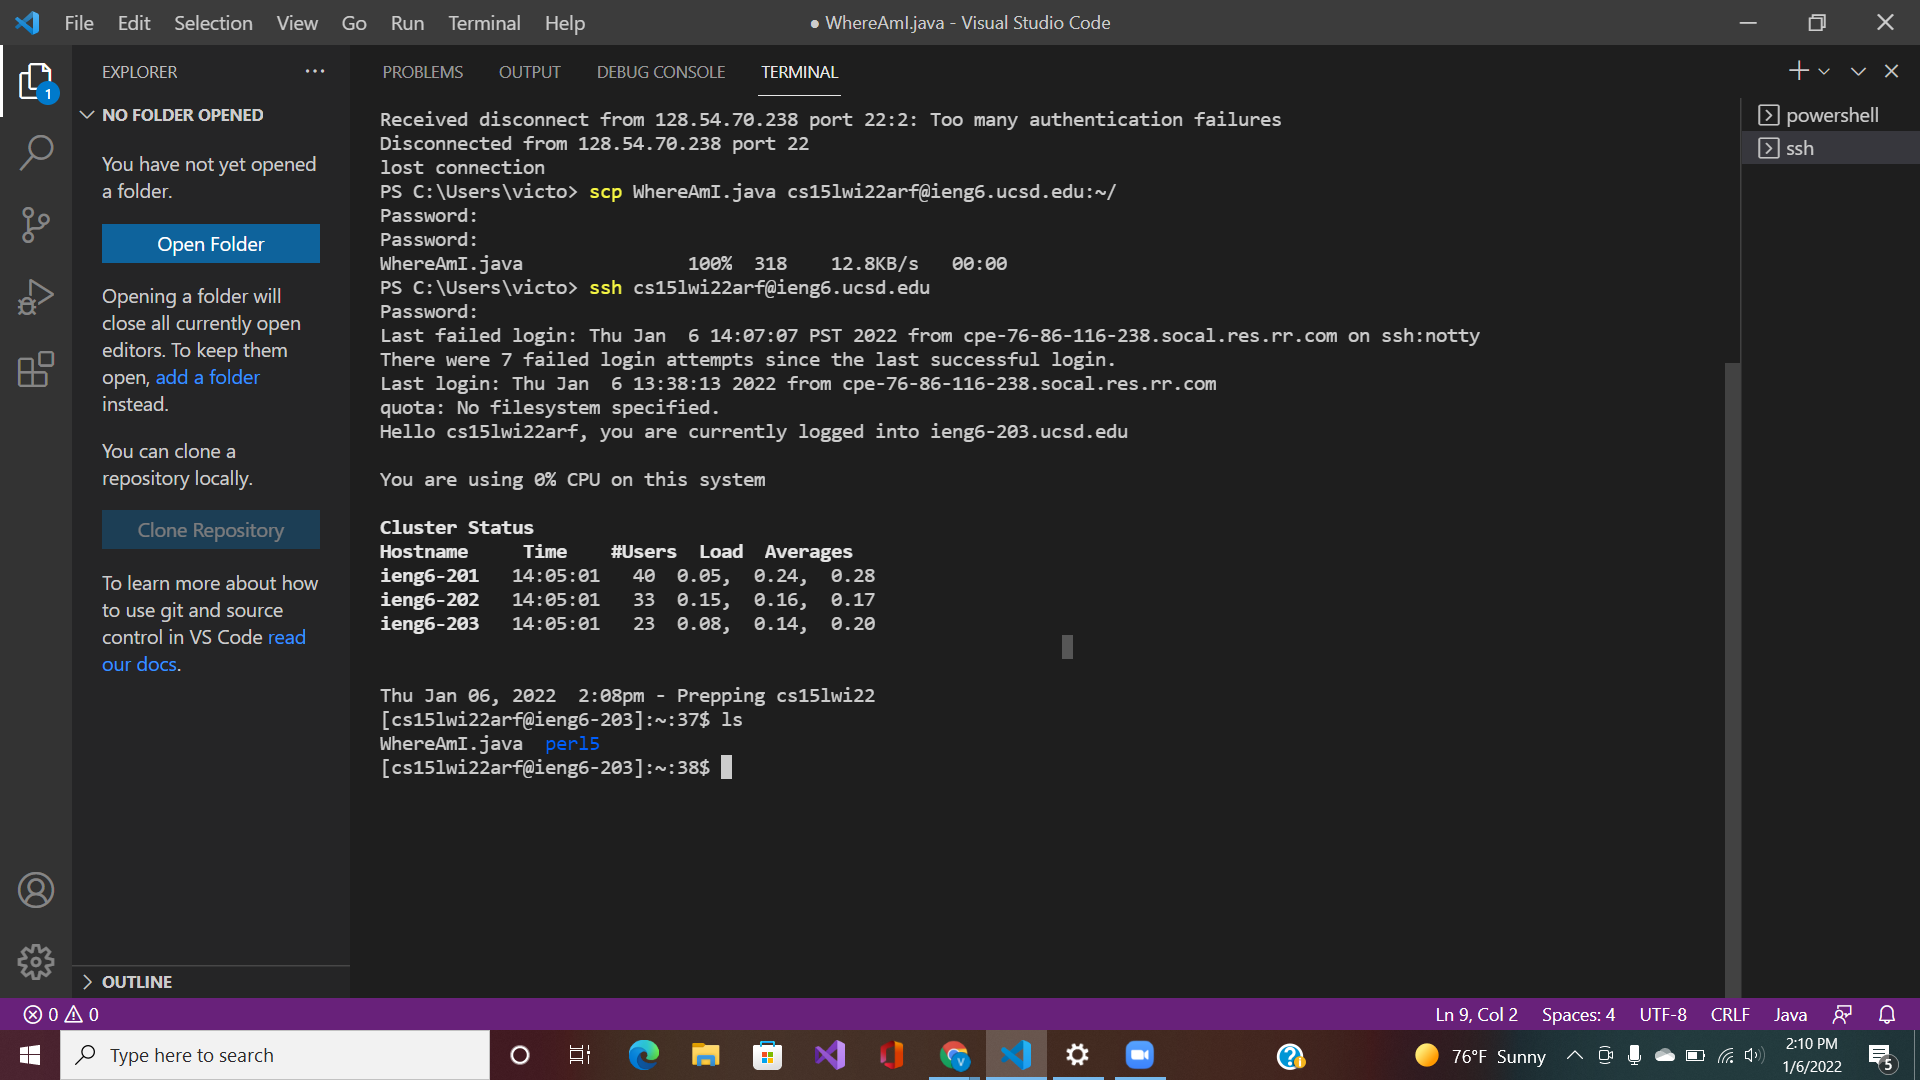 File Edit Selection View Go Run Terminal Help
● WhereAmI.java - Visual Studio Code
1
EXPLORER
NO FOLDER OPENED
You have not yet opened
a folder.
Open Folder
Opening a folder will
close all currently open
editors. To keep them
open, add a folder
instead.
You can clone a
repository locally.
Clone Repository
To learn more about how
to use git and source
control in VS Code read
our docs.
OUTLINE
PROBLEMS OUTPUT DEBUG CONSOLE TERMINAL
Received disconnect from 128.54.70.238 port 22:2: Too many authentication failures
Disconnected from 128.54.70.238 port 22
lost connection
PS C:\Users\victo> scp WhereAmI.java cs15lwi22arf@ieng6.ucsd.edu:~/
Password:
Password:
WhereAmI.java 100% 318 12.8KB/s 00:00
PS C:\Users\victo> ssh cs15lwi22arf@ieng6.ucsd.edu
Password:
Last failed login: Thu Jan  6 14:07:07 PST 2022 from cpe-76-86-116-238.socal.res.rr.com on ssh:notty
There were 7 failed login attempts since the last successful login.
Last login: Thu Jan  6 13:38:13 2022 from cpe-76-86-116-238.socal.res.rr.com
quota: No filesystem specified.
Hello cs15lwi22arf, you are currently logged into ieng6-203.ucsd.edu
You are using 0% CPU on this system
Cluster Status
Hostname Time #Users Load Averages
ieng6-201 14:05:01 40 0.05, 0.24, 0.28
ieng6-202 14:05:01 33 0.15, 0.16, 0.17
ieng6-203 14:05:01 23 0.08, 0.14, 0.20
Thu Jan 06, 2022  2:08pm - Prepping cs15lwi22
[cs15lwi22arf@ieng6-203]:~:37$ ls
WhereAmI.java perl5
[cs15lwi22arf@ieng6-203]:~:38$
powershell
ssh
0 0
Ln 9, Col 2 Spaces: 4 UTF-8 CRLF Java
Type here to search
76°F Sunny
2:10 PM
1/6/2022
5